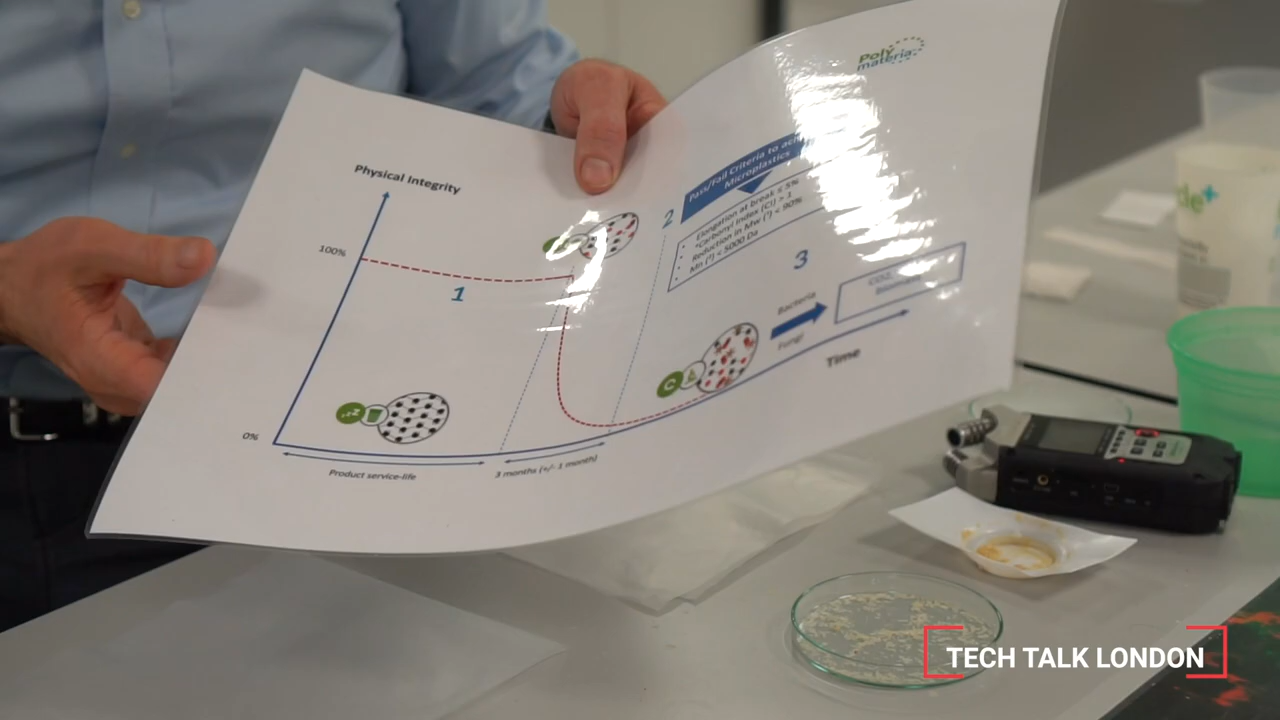 Poly
materia
Physical Integrity
100%
1
2
Pass/Fail Criteria to
Microplastics
Elongation at break ≤ 5%
*Carbonyl Index (CI) > 1
Reduction in Mw (¹) < 90%
Mn (²) < 5000 Da
3
Bacteria
Fungi
Time
0%
Product service-life
3 months (+/- 1 month)
TECH TALK LONDON